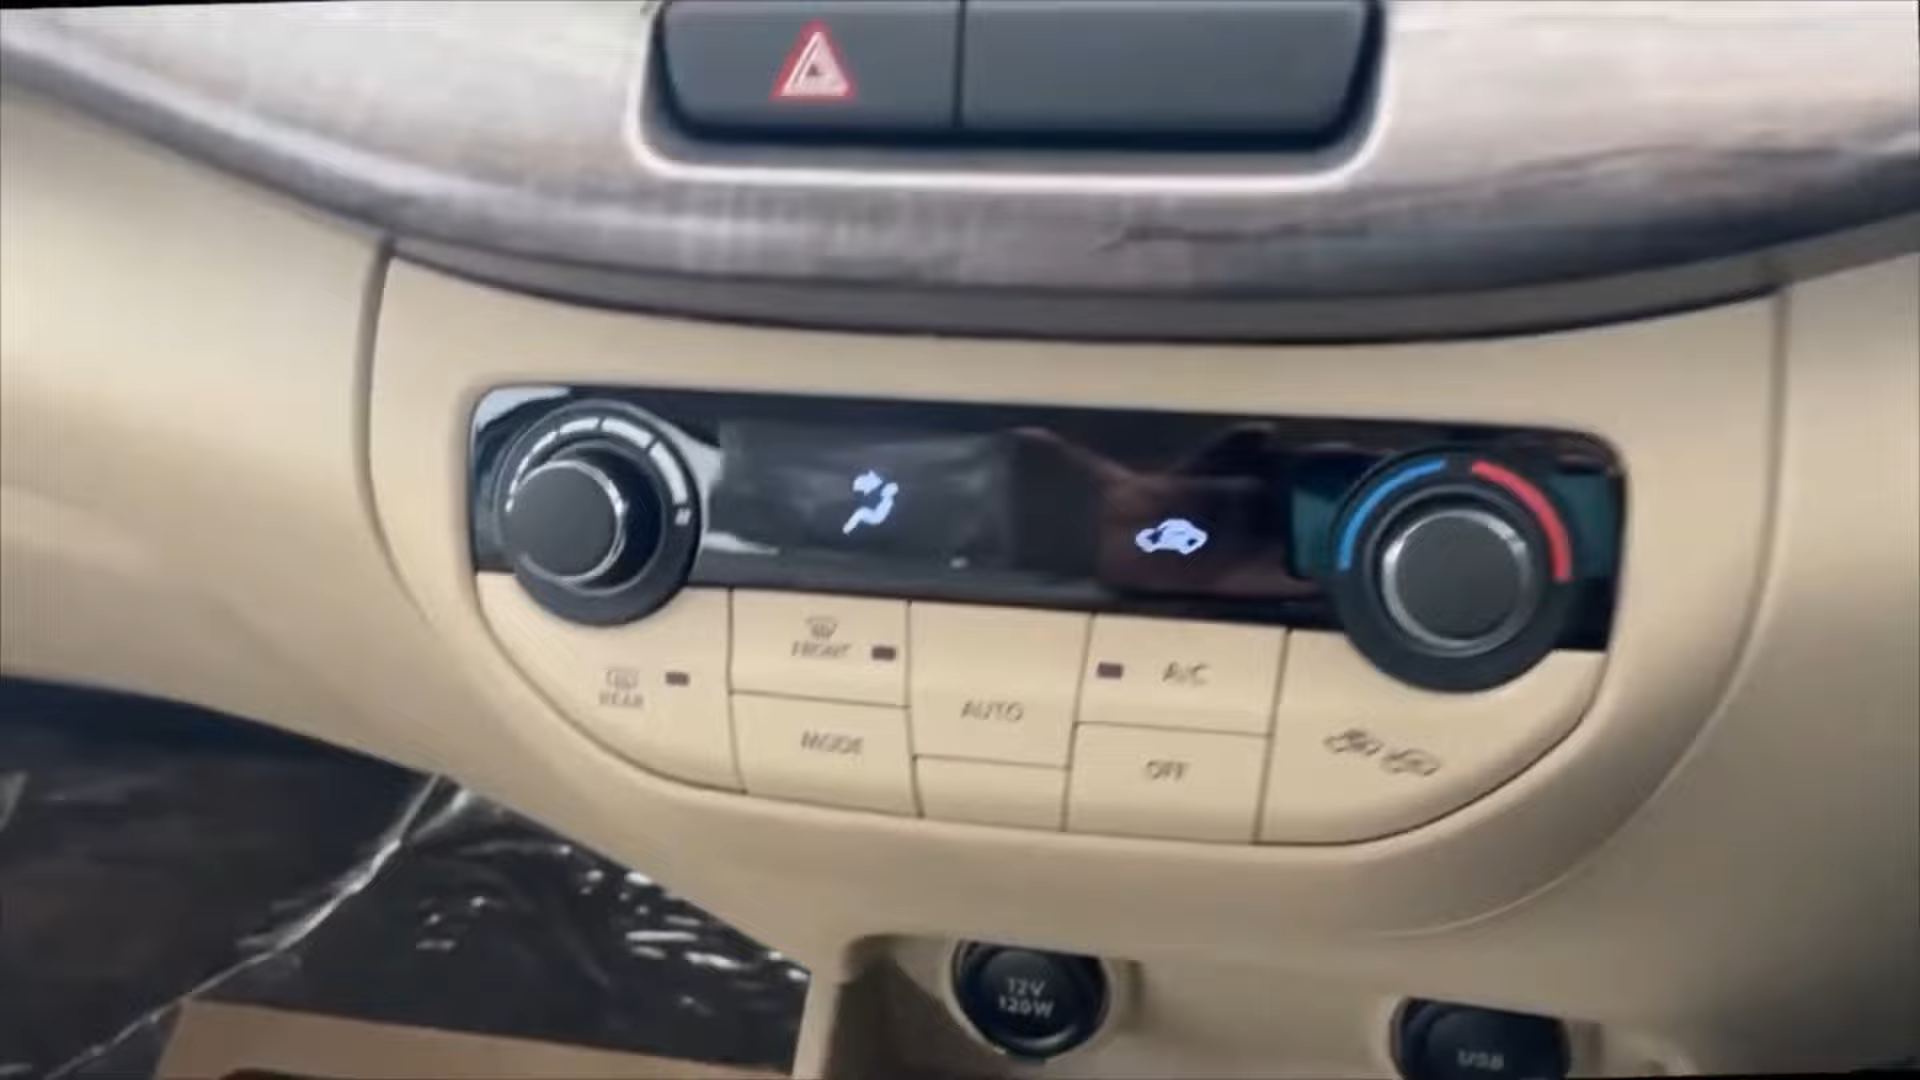 FRONT
REAR
MODE
AUTO
A/C
OFF
12V
120W
USB